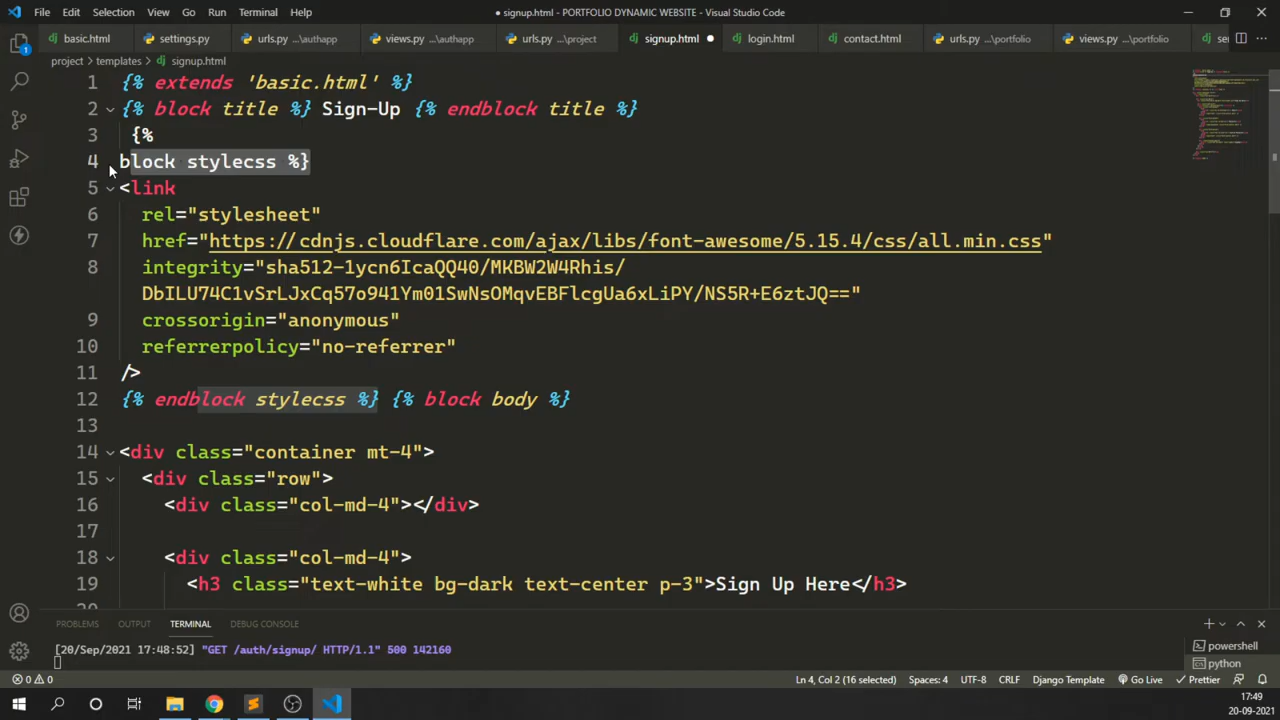 File Edit Selection View Go Run Terminal Help
● signup.html - PORTFOLIO DYNAMIC WEBSITE - Visual Studio Code
basic.html settings.py urls.py ...\authapp views.py ...\authapp urls.py ...\project signup.html ● login.html contact.html urls.py ...\portfolio views.py ...\portfolio se
project › templates › signup.html
1 {% extends 'basic.html' %}
2 {% block title %} Sign-Up {% endblock title %}
3 {%
4 block stylecss %}
5 <link
6 rel="stylesheet"
7 href="https://cdnjs.cloudflare.com/ajax/libs/font-awesome/5.15.4/css/all.min.css"
8 integrity="sha512-1ycn6IcaQQ40/MKBW2W4Rhis/
DbILU74C1vSrLJxCq57o941Ym01SwNsOMqvEBFlcgUa6xLiPY/NS5R+E6ztJQ=="
9 crossorigin="anonymous"
10 referrerpolicy="no-referrer"
11 />
12 {% endblock stylecss %} {% block body %}
13
14 <div class="container mt-4">
15 <div class="row">
16 <div class="col-md-4"></div>
17
18 <div class="col-md-4">
19 <h3 class="text-white bg-dark text-center p-3">Sign Up Here</h3>
20
PROBLEMS OUTPUT TERMINAL DEBUG CONSOLE
[20/Sep/2021 17:48:52] "GET /auth/signup/ HTTP/1.1" 500 142160
powershell
python
0 0 Ln 4, Col 2 (16 selected) Spaces: 4 UTF-8 CRLF Django Template Go Live Prettier
17:49
20-09-2021
1